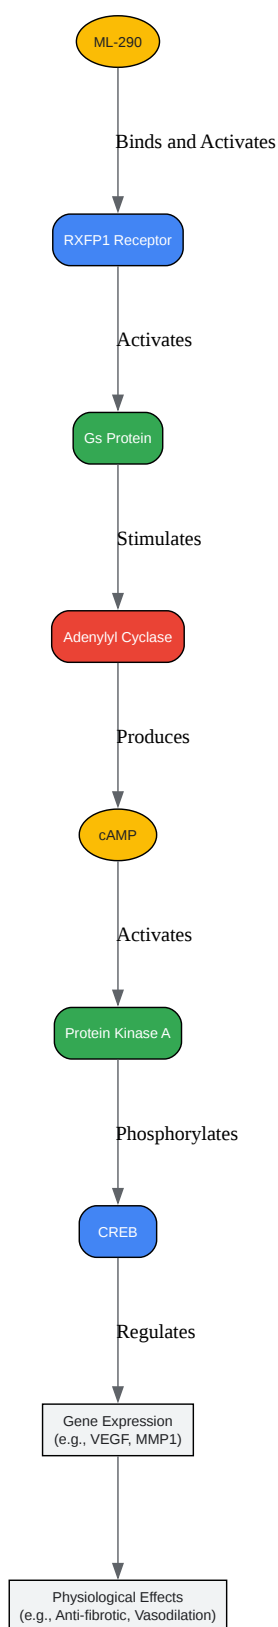 ML-290
Binds and Activates
RXFP1 Receptor
Activates
Gs Protein
Stimulates
Adenylyl Cyclase
Produces
cAMP
Activates
Protein Kinase A
Phosphorylates
CREB
Regulates
Gene Expression
(e.g., VEGF, MMP1)
Physiological Effects
(e.g., Anti-fibrotic, Vasodilation)